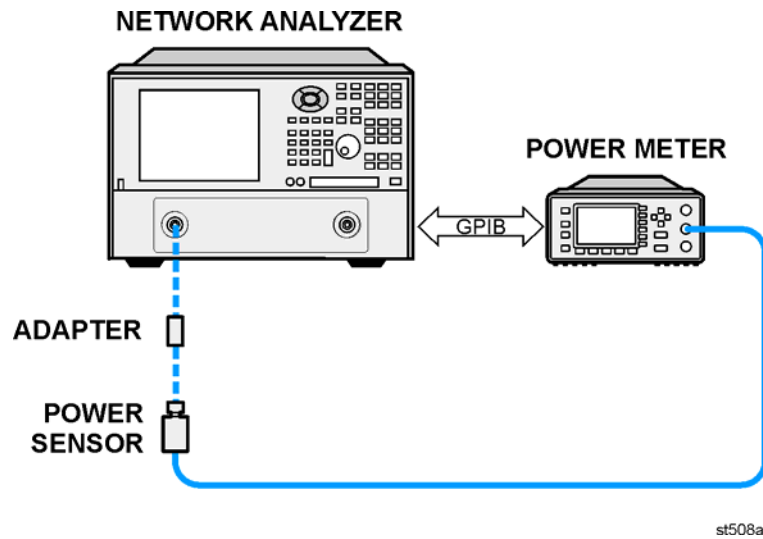 NETWORK ANALYZER
POWER METER
GPIB
ADAPTER
POWER
SENSOR
st508a